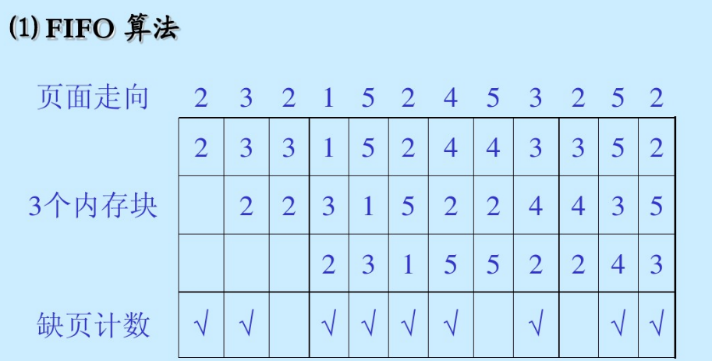 (1) FIFO 算法
页面走向 2 3 2 1 5 2 4 5 3 2 5 2
2 3 3 1 5 2 4 4 3 3 5 2
3个内存块 2 2 3 1 5 2 2 4 4 3 5
2 3 1 5 5 2 2 4 3
缺页计数 √ √ √ √ √ √ √ √ √